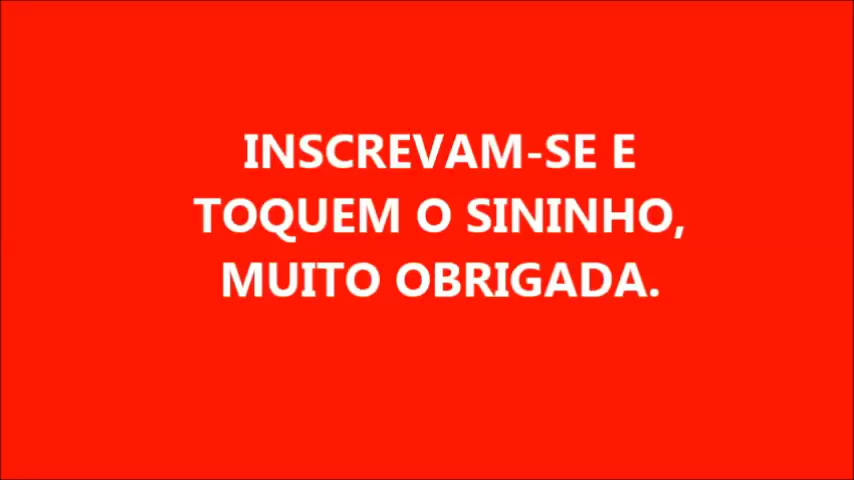 INSCREVAM-SE E
TOQUEM O SININHO,
MUITO OBRIGADA.